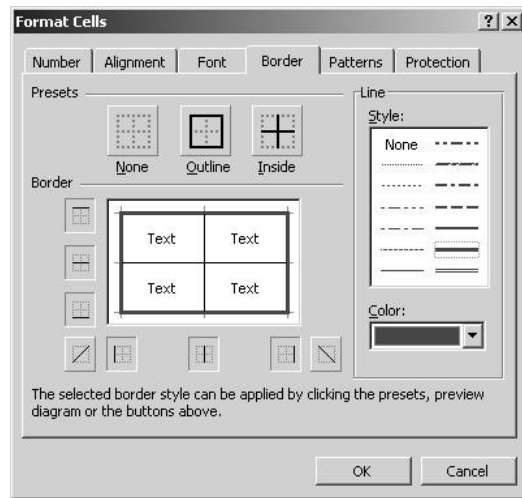 Format Cells
Number Alignment Font Border Patterns Protection
Presets
None Outline Inside
Border
Text Text
Text Text
Line
Style:
None
Color:
The selected border style can be applied by clicking the presets, preview
diagram or the buttons above.
OK Cancel